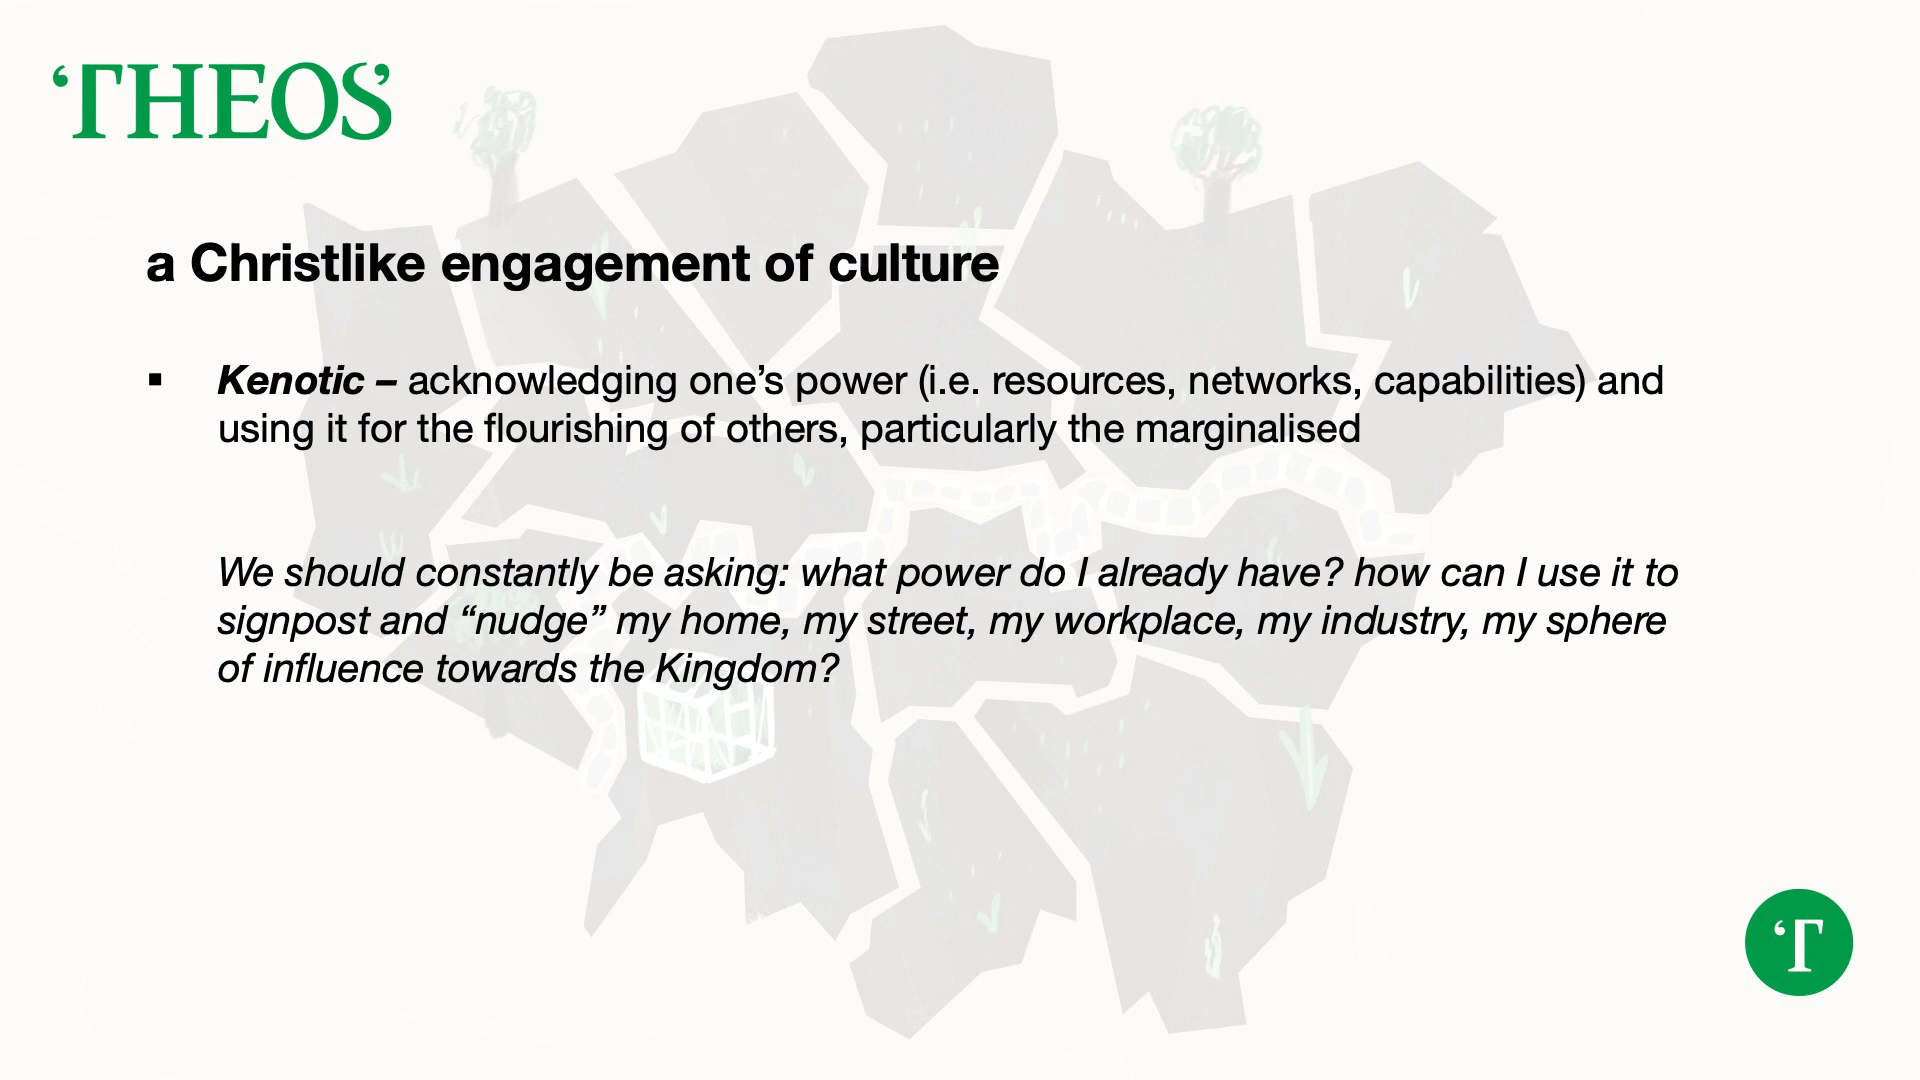 ‘THEOS’
a Christlike engagement of culture
▪ Kenotic – acknowledging one’s power (i.e. resources, networks, capabilities) and
using it for the flourishing of others, particularly the marginalised
We should constantly be asking: what power do I already have? how can I use it to
signpost and “nudge” my home, my street, my workplace, my industry, my sphere
of influence towards the Kingdom?
‘T